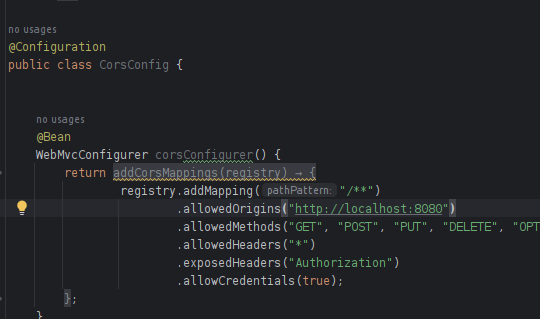 no usages
@Configuration
public class CorsConfig {
no usages
@Bean
WebMvcConfigurer corsConfigurer() {
return addCorsMappings(registry) → {
registry.addMapping( pathPattern: "/**")
.allowedOrigins("http://localhost:8080")
.allowedMethods("GET", "POST", "PUT", "DELETE", "OPT
.allowedHeaders("*")
.exposedHeaders("Authorization")
.allowCredentials(true);
};
}